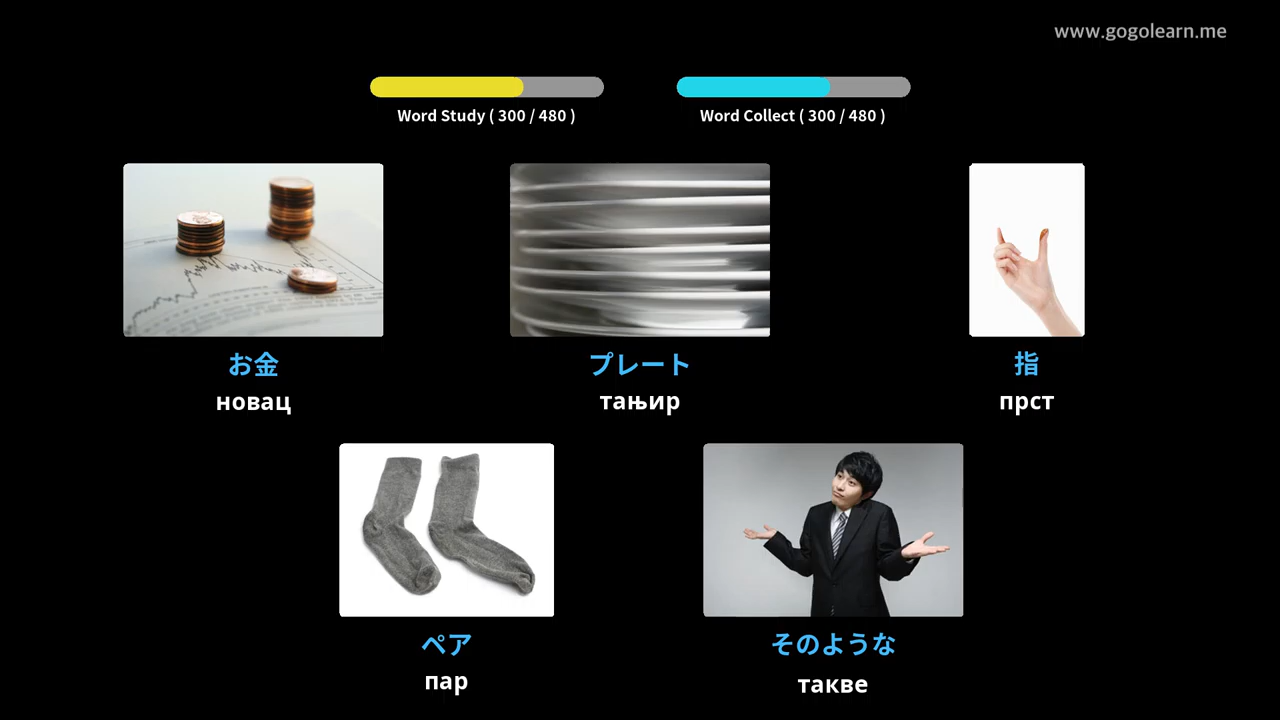 www.gogolearn.me
Word Study ( 300 / 480 )
Word Collect ( 300 / 480 )
お金
новац
プレート
тањир
指
прст
ペア
пар
そのような
такве